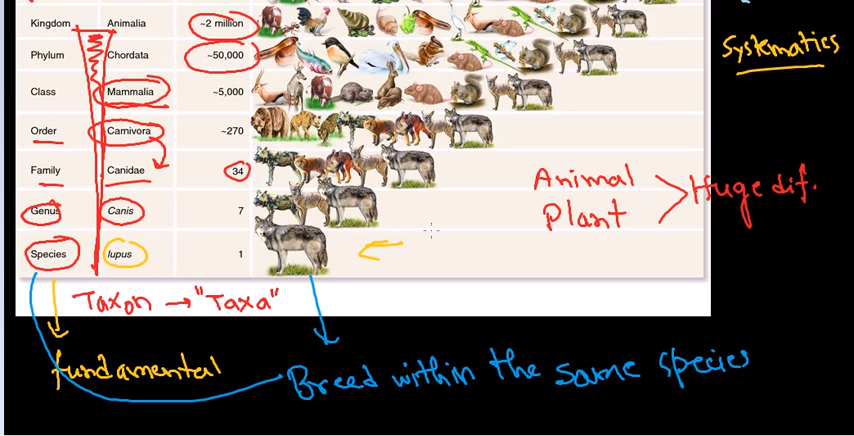 Kingdom Animalia ~2 million
Systematics
Phylum Chordata ~50,000
Class Mammalia ~5,000
Order Carnivora ~270
Family Canidae 34
Animal
Plant
Huge dif.
Genus Canis 7
Species lupus 1
Taxon → "Taxa"
fundamental
Breed within the same species